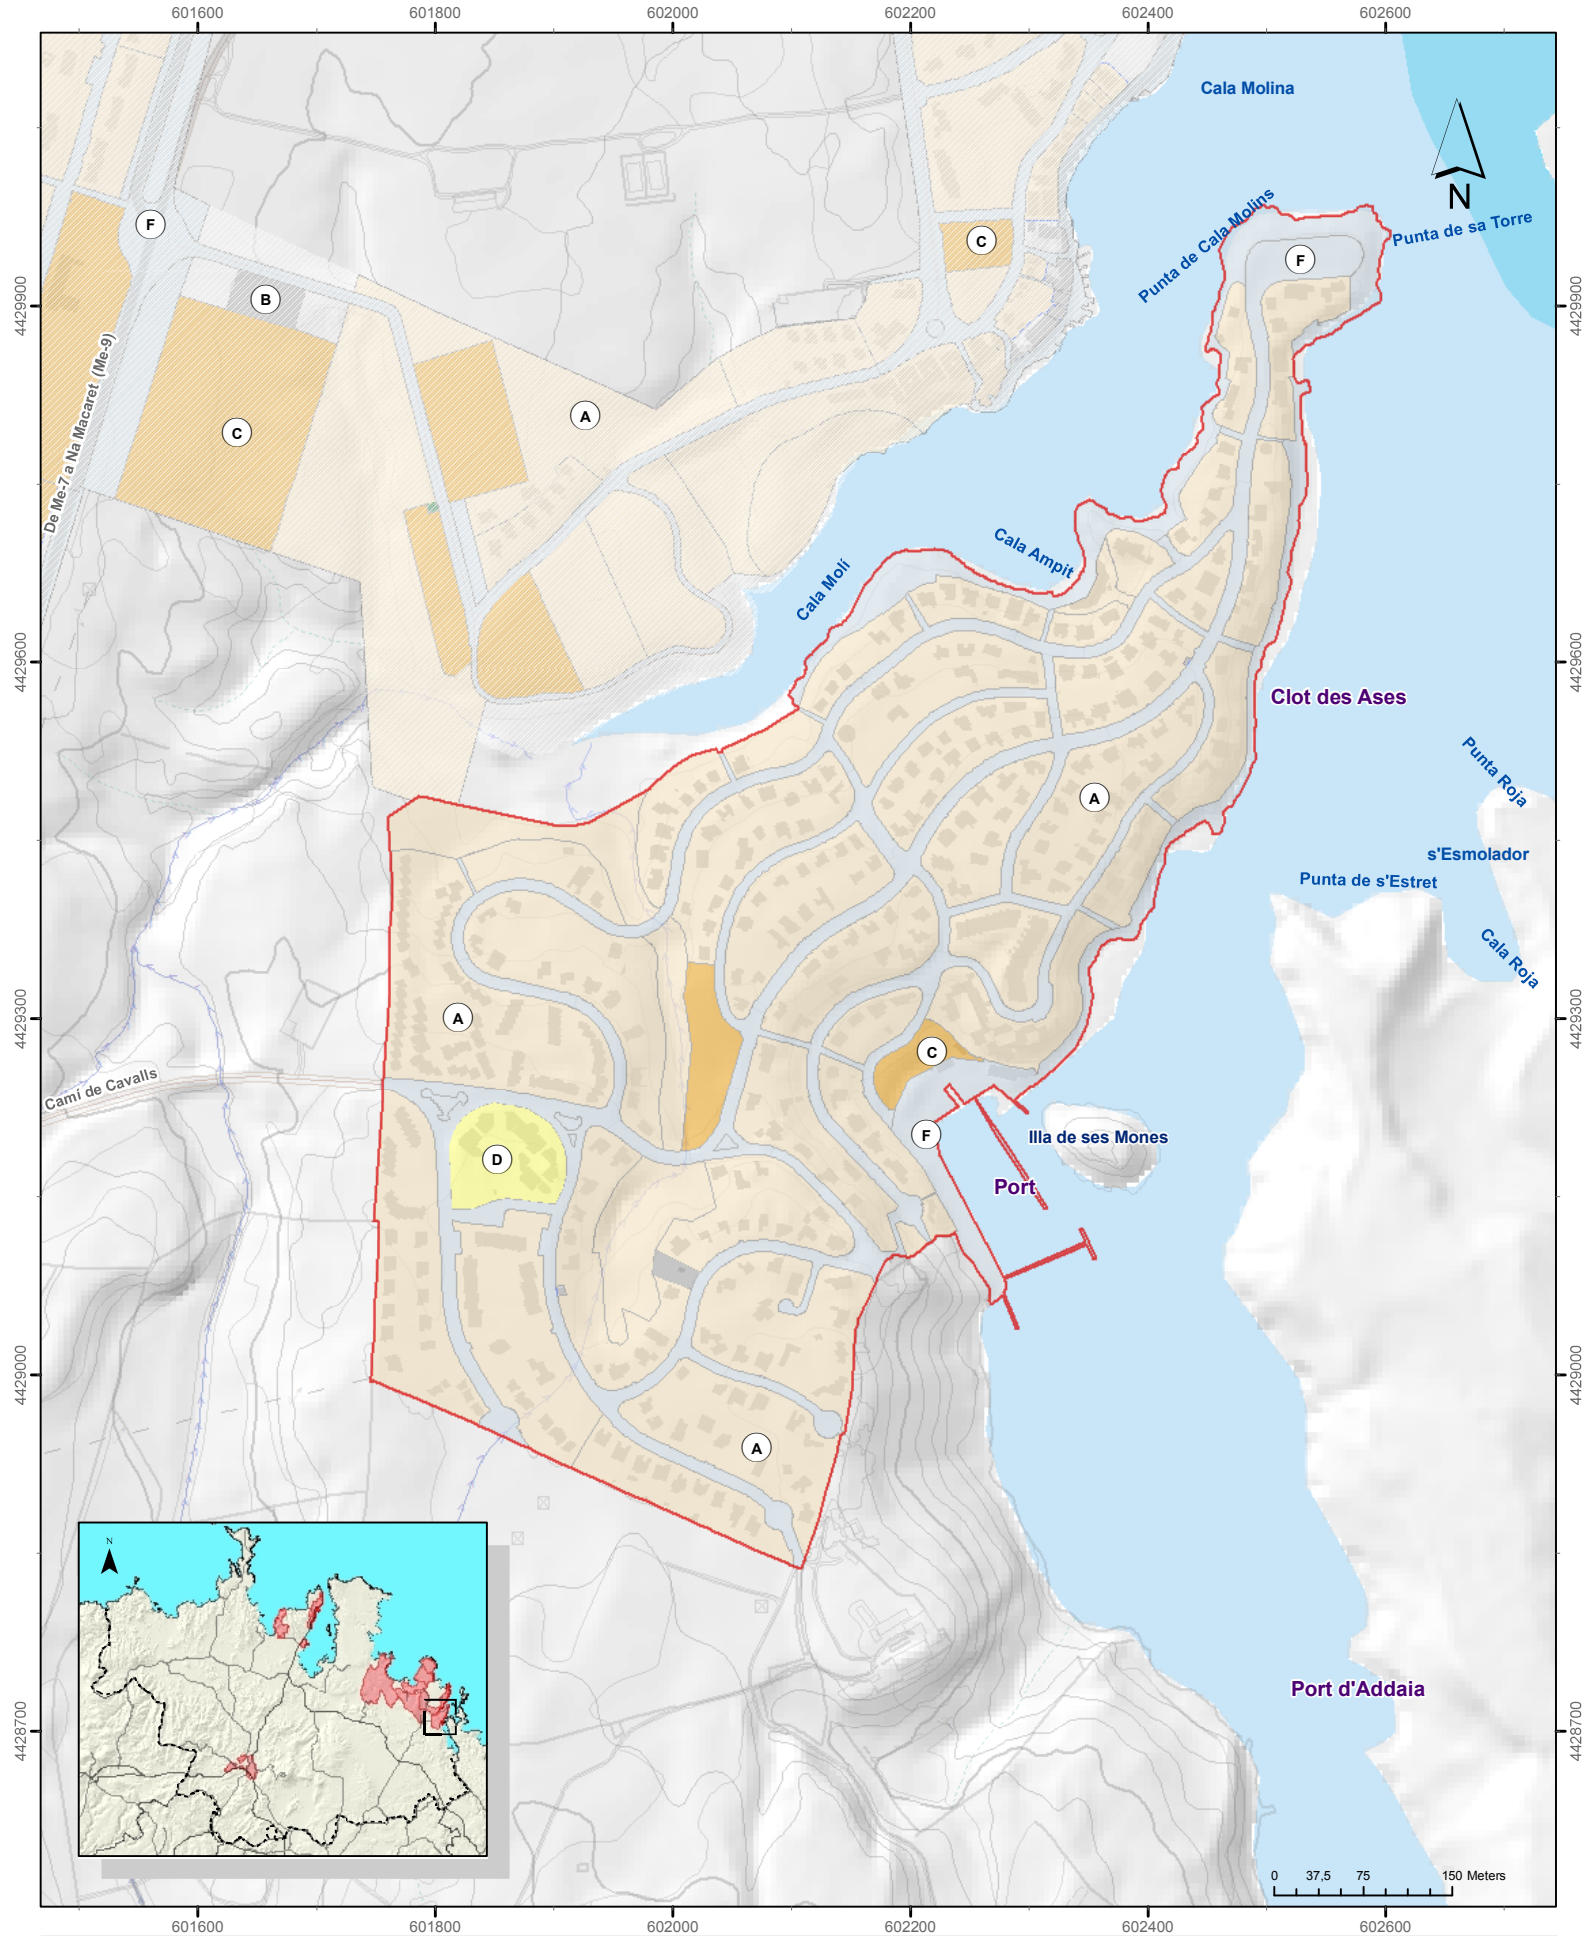 601600 601800 602000 602200 602400 602600
Cala Molina
N
Punta de Cala Molins
Punta de sa Torre
F
C
F
4429900
B
4429900
De Me-7 a Na Macaret (Me-9)
A
C
Cala Ampit
Cala Molí
4429600
4429600
Clot des Ases
Punta Roja
A
s'Esmolador
Punta de s'Estret
Cala Roja
4429300
A
4429300
C
Camí de Cavalls
F
Illa de ses Mones
D
Port
4429000
4429000
A
N
Port d'Addaia
4428700
4428700
0 37,5 75 150 Meters
601600 601800 602000 602200 602400 602600